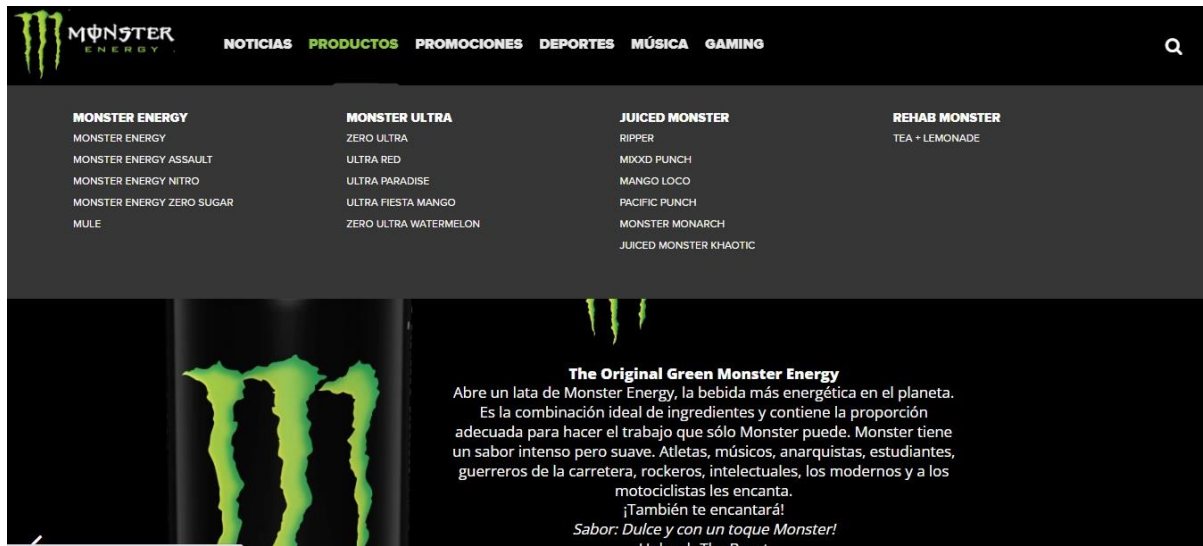 MONSTER
ENERGY
NOTICIAS PRODUCTOS PROMOCIONES DEPORTES MÚSICA GAMING
MONSTER ENERGY
MONSTER ENERGY
MONSTER ENERGY ASSAULT
MONSTER ENERGY NITRO
MONSTER ENERGY ZERO SUGAR
MULE
MONSTER ULTRA
ZERO ULTRA
ULTRA RED
ULTRA PARADISE
ULTRA FIESTA MANGO
ZERO ULTRA WATERMELON
JUICED MONSTER
RIPPER
MIXXD PUNCH
MANGO LOCO
PACIFIC PUNCH
MONSTER MONARCH
JUICED MONSTER KHAOTIC
REHAB MONSTER
TEA + LEMONADE
The Original Green Monster Energy
Abre un lata de Monster Energy, la bebida más energética en el planeta.
Es la combinación ideal de ingredientes y contiene la proporción
adecuada para hacer el trabajo que sólo Monster puede. Monster tiene
un sabor intenso pero suave. Atletas, músicos, anarquistas, estudiantes,
guerreros de la carretera, rockeros, intelectuales, los modernos y a los
motociclistas les encanta.
¡También te encantará!
Sabor: Dulce y con un toque Monster!